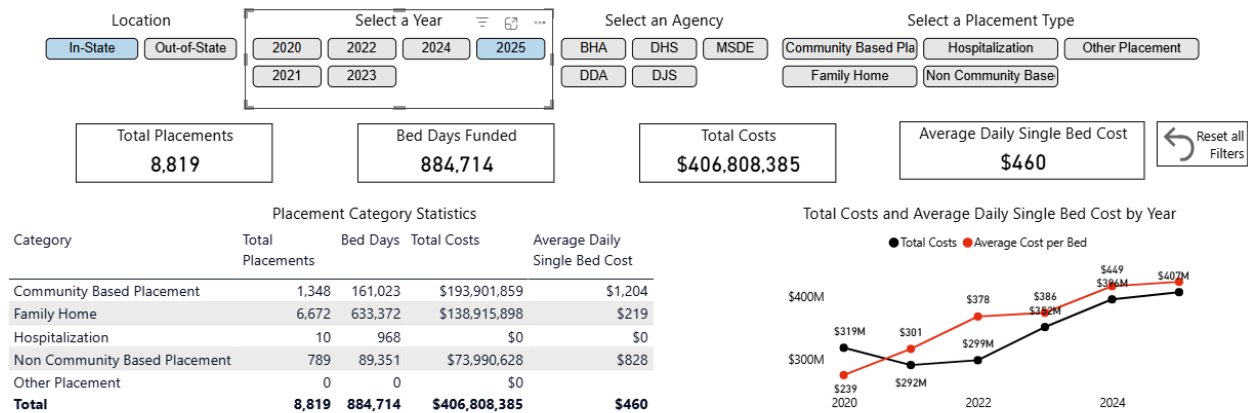 Location
Select a Year
Select an Agency
Select a Placement Type
In-State Out-of-State
2020 2022 2024 2025
BHA DHS MSDE
Community Based Pla Hospitalization Other Placement
2021 2023
DDA DJS
Family Home Non Community Base
Total Placements
8,819
Bed Days Funded
884,714
Total Costs
$406,808,385
Average Daily Single Bed Cost
$460
Reset all
Filters
Placement Category Statistics
Category Total Placements Bed Days Total Costs Average Daily Single Bed Cost
Community Based Placement 1,348 161,023 $193,901,859 $1,204
Family Home 6,672 633,372 $138,915,898 $219
Hospitalization 10 968 $0 $0
Non Community Based Placement 789 89,351 $73,990,628 $828
Other Placement 0 0 $0
Total 8,819 884,714 $406,808,385 $460
Total Costs and Average Daily Single Bed Cost by Year
Total Costs Average Cost per Bed
$400M
$300M
$319M
$239
$301
$292M
$378
$299M
$386
$352M
$449
$396M
$407M
2020 2022 2024